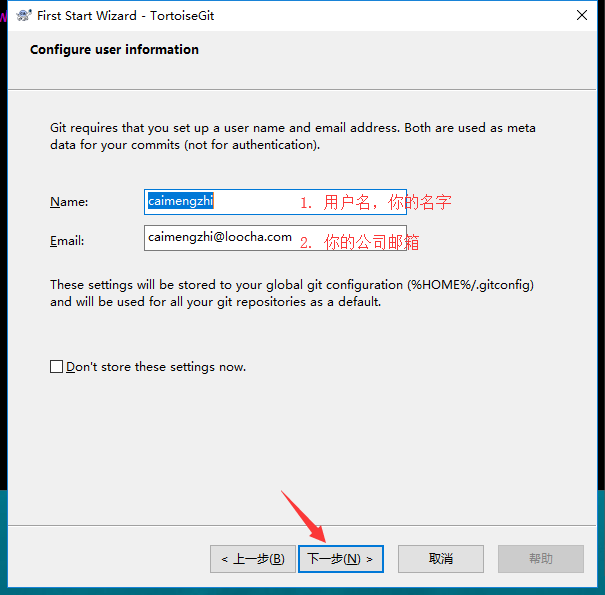 First Start Wizard - TortoiseGit
Configure user information
Git requires that you set up a user name and email address. Both are used as meta
data for your commits (not for authentication).
Name: caimengzhi 1. 用户名，你的名字
Email: caimengzhi@loocha.com 2. 你的公司邮箱
These settings will be stored to your global git configuration (%HOME%/.gitconfig)
and will be used for all your git repositories as a default.
Don't store these settings now.
< 上一步(B) 下一步(N) > 取消 帮助